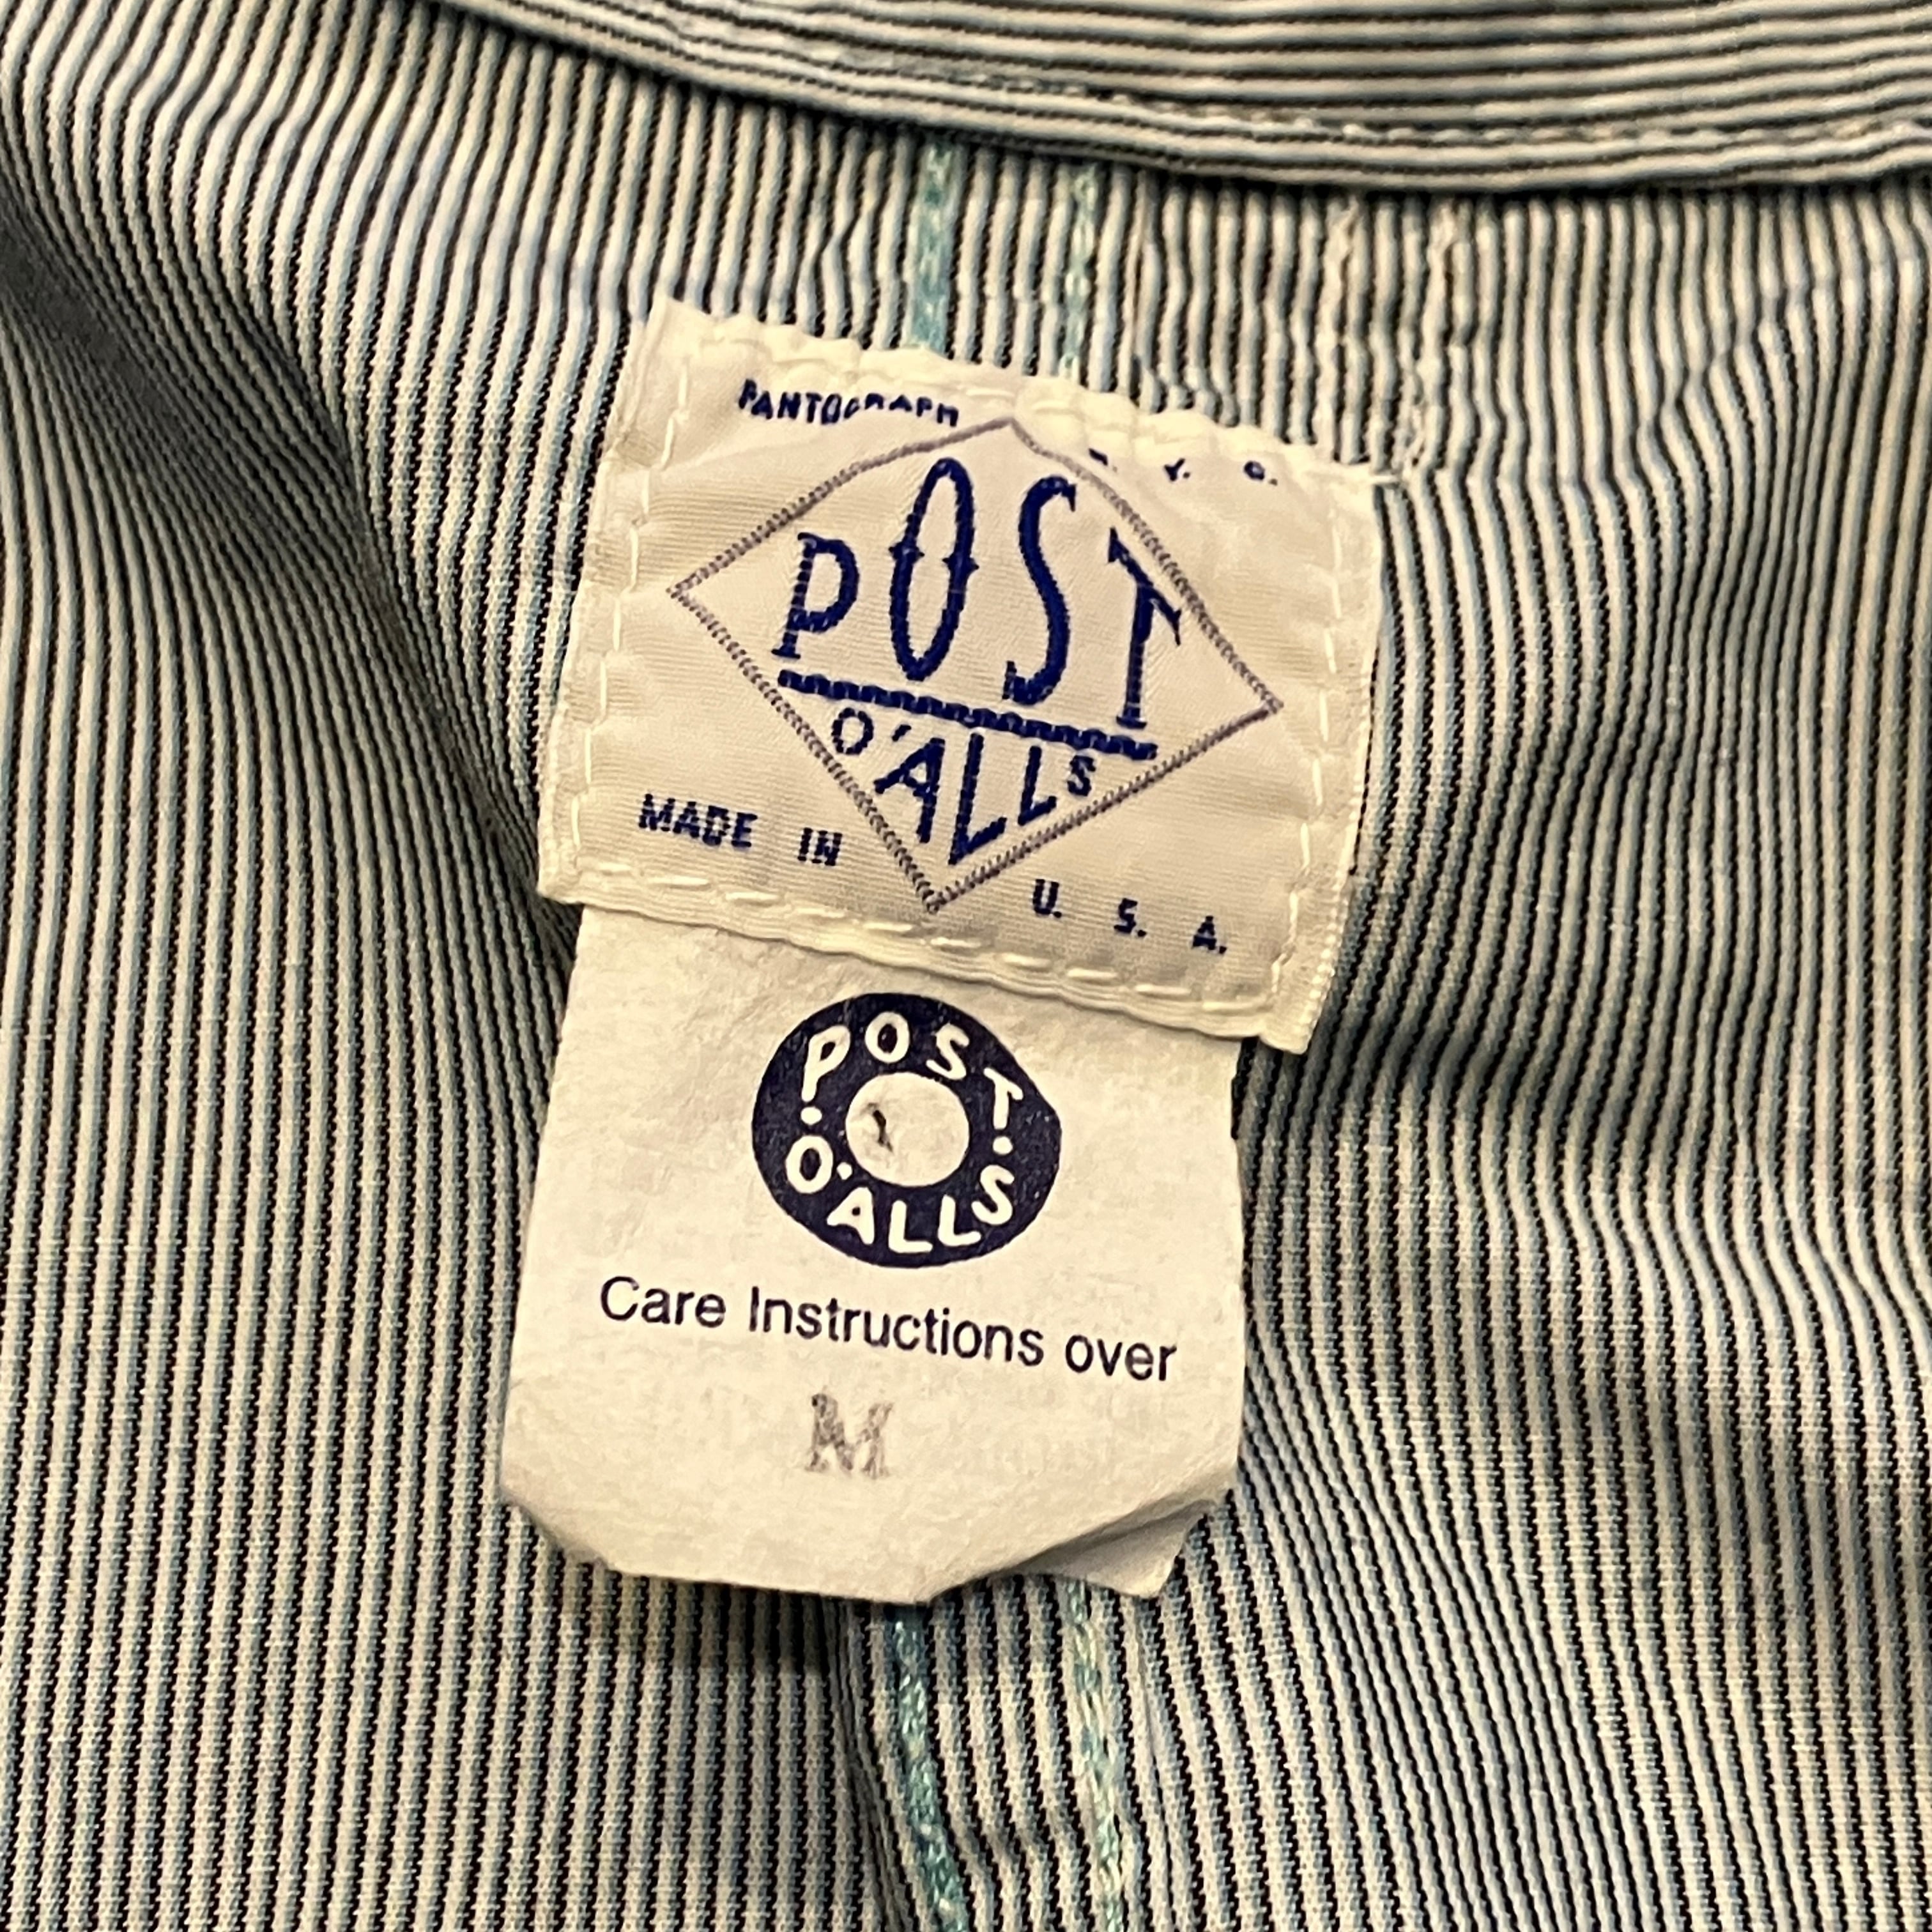 PANTOGRAPH N. Y. C.
POST
O'ALLS
MADE IN U. S. A.
POST
O'ALLS
Care Instructions over
M